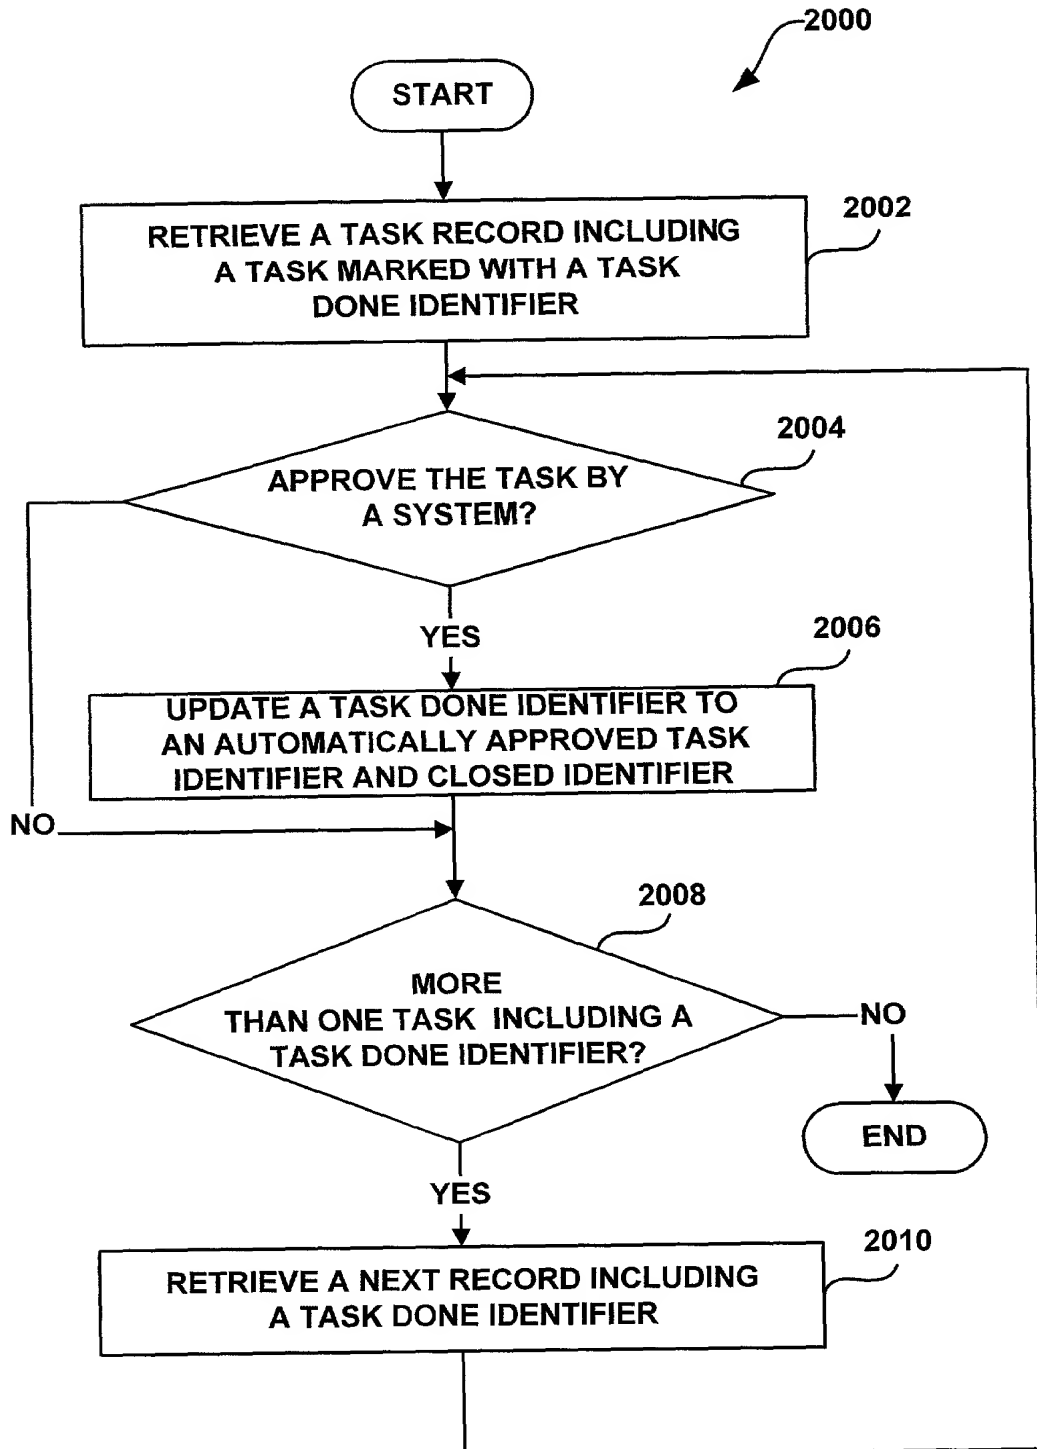 2000
START
2002
RETRIEVE A TASK RECORD INCLUDING
A TASK MARKED WITH A TASK
DONE IDENTIFIER
2004
APPROVE THE TASK BY
A SYSTEM?
YES
2006
UPDATE A TASK DONE IDENTIFIER TO
AN AUTOMATICALLY APPROVED TASK
IDENTIFIER AND CLOSED IDENTIFIER
NO
2008
MORE
THAN ONE TASK INCLUDING A
TASK DONE IDENTIFIER?
NO
END
YES
2010
RETRIEVE A NEXT RECORD INCLUDING
A TASK DONE IDENTIFIER